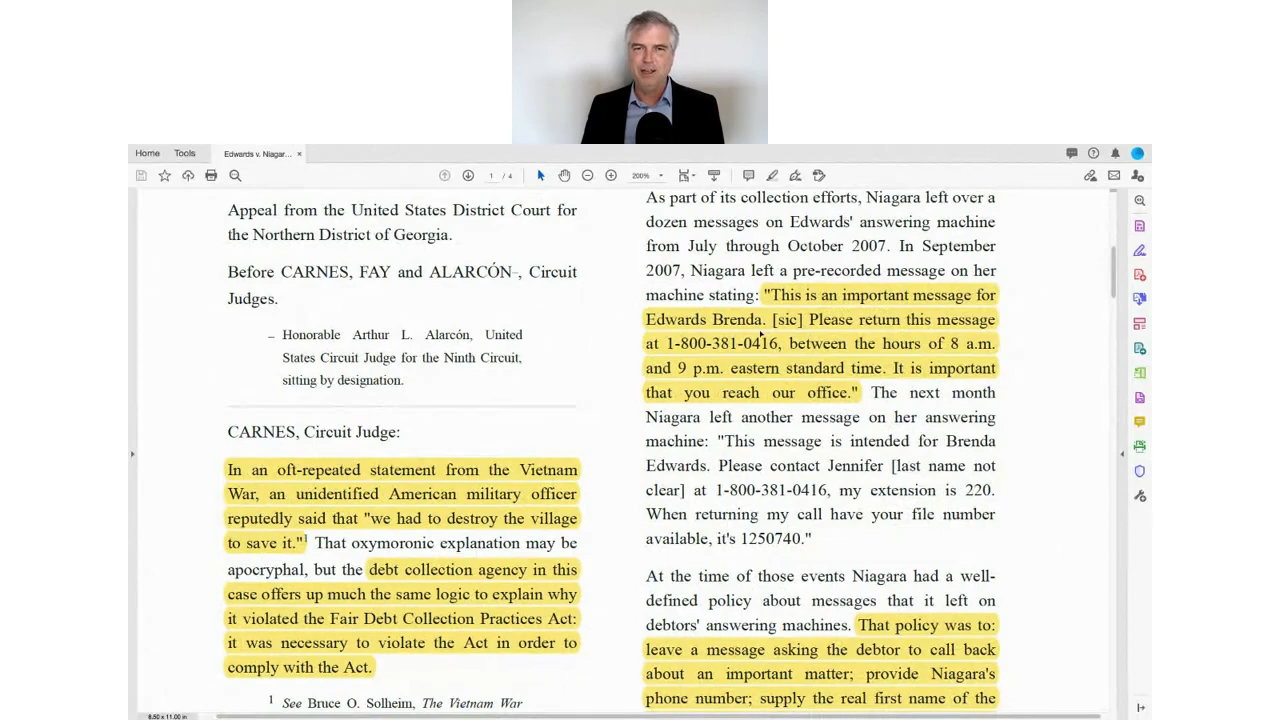 Home Tools Edwards v. Niagar... ×
1 / 4 200%
Appeal from the United States District Court for
the Northern District of Georgia.
Before CARNES, FAY and ALARCÓN–, Circuit
Judges.
– Honorable Arthur L. Alarcón, United
States Circuit Judge for the Ninth Circuit,
sitting by designation.
CARNES, Circuit Judge:
In an oft-repeated statement from the Vietnam
War, an unidentified American military officer
reputedly said that "we had to destroy the village
to save it."1 That oxymoronic explanation may be
apocryphal, but the debt collection agency in this
case offers up much the same logic to explain why
it violated the Fair Debt Collection Practices Act:
it was necessary to violate the Act in order to
comply with the Act.
1 See Bruce O. Solheim, The Vietnam War
8.50 x 11.00 in
As part of its collection efforts, Niagara left over a
dozen messages on Edwards' answering machine
from July through October 2007. In September
2007, Niagara left a pre-recorded message on her
machine stating: "This is an important message for
Edwards Brenda. [sic] Please return this message
at 1-800-381-0416, between the hours of 8 a.m.
and 9 p.m. eastern standard time. It is important
that you reach our office." The next month
Niagara left another message on her answering
machine: "This message is intended for Brenda
Edwards. Please contact Jennifer [last name not
clear] at 1-800-381-0416, my extension is 220.
When returning my call have your file number
available, it's 1250740."
At the time of those events Niagara had a well-
defined policy about messages that it left on
debtors' answering machines. That policy was to:
leave a message asking the debtor to call back
about an important matter; provide Niagara's
phone number; supply the real first name of the